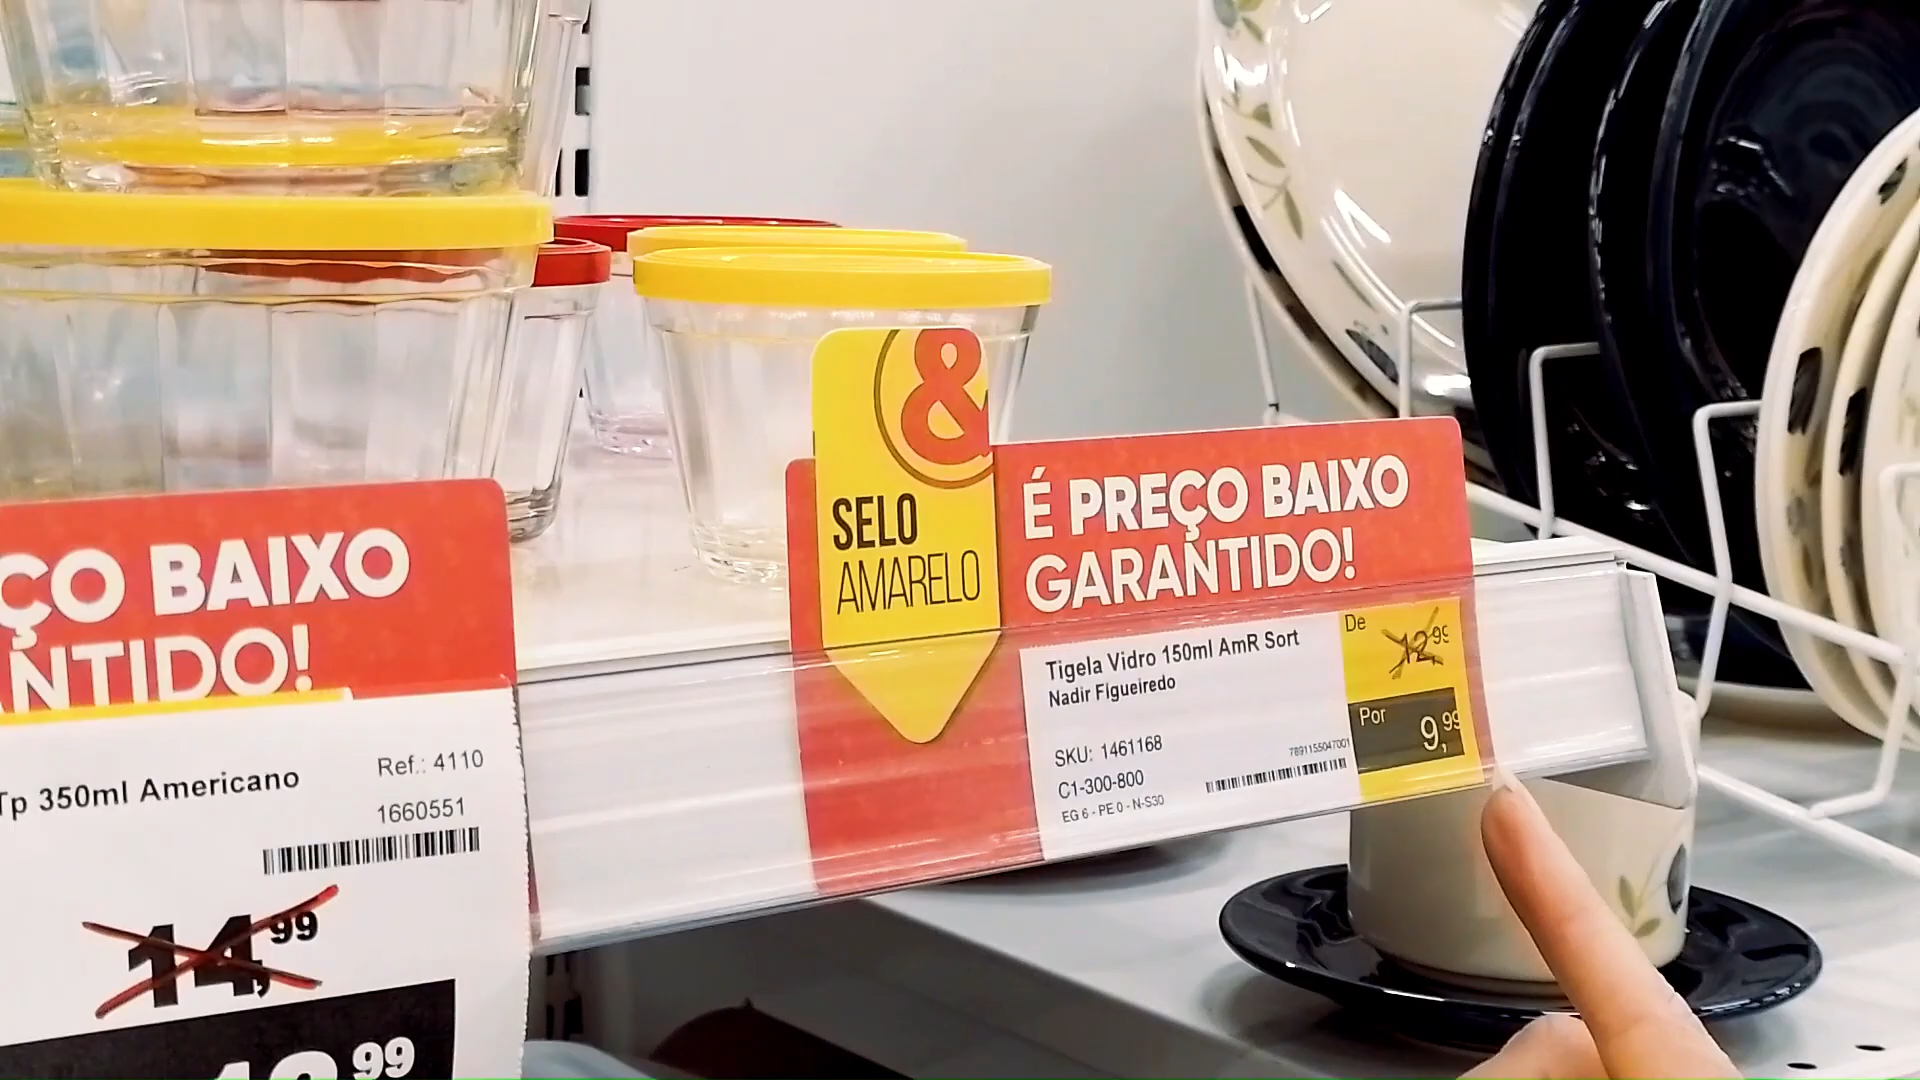 ÇO BAIXO
NTIDO!
Tp 350ml Americano
Ref.: 4110
1660551
14,99
99
&
SELO
AMARELO
É PREÇO BAIXO
GARANTIDO!
Tigela Vidro 150ml AmR Sort
Nadir Figueiredo
SKU: 1461168
7891155047001
C1-300-800
EG 6 - PE 0 - N-S30
De
12,99
Por
9,99